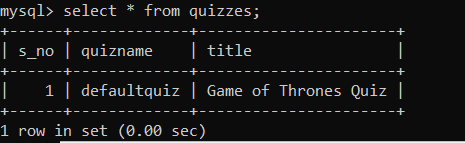 mysql> select * from quizzes;
+------+-------------+----------------------+
| s_no | quizname    | title                |
+------+-------------+----------------------+
|    1 | defaultquiz | Game of Thrones Quiz |
+------+-------------+----------------------+
1 row in set (0.00 sec)